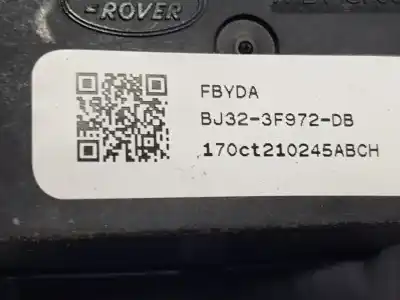 -ROVER
FBYDA
BJ32-3F972-DB
170ct210245ABCH